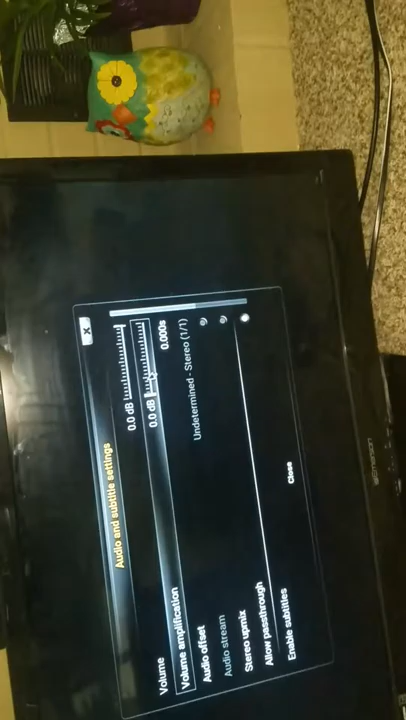 Audio and subtitle settings
X
Volume 0.0 dB
Volume amplification 0.0 dB
Audio offset 0.000s
Audio stream Undetermined - Stereo (1/1)
Stereo upmix
Allow passthrough
Enable subtitles
Close